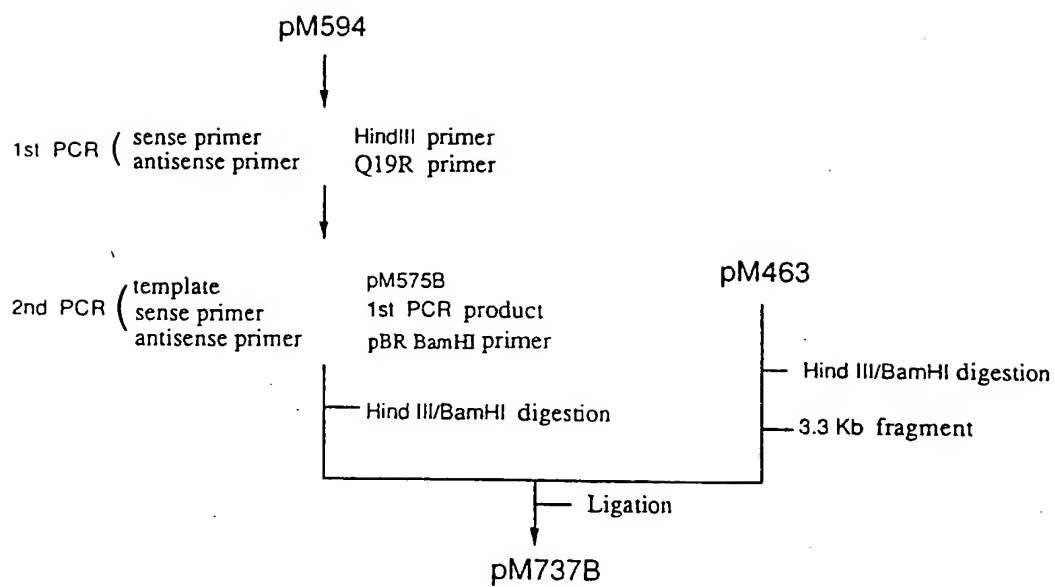 pM594
1st PCR ( sense primer HindIII primer
antisense primer Q19R primer
2nd PCR ( template pM575B
sense primer 1st PCR product
antisense primer pBR BamHI primer
Hind III/BamHI digestion
pM463
Hind III/BamHI digestion
3.3 Kb fragment
Ligation
pM737B